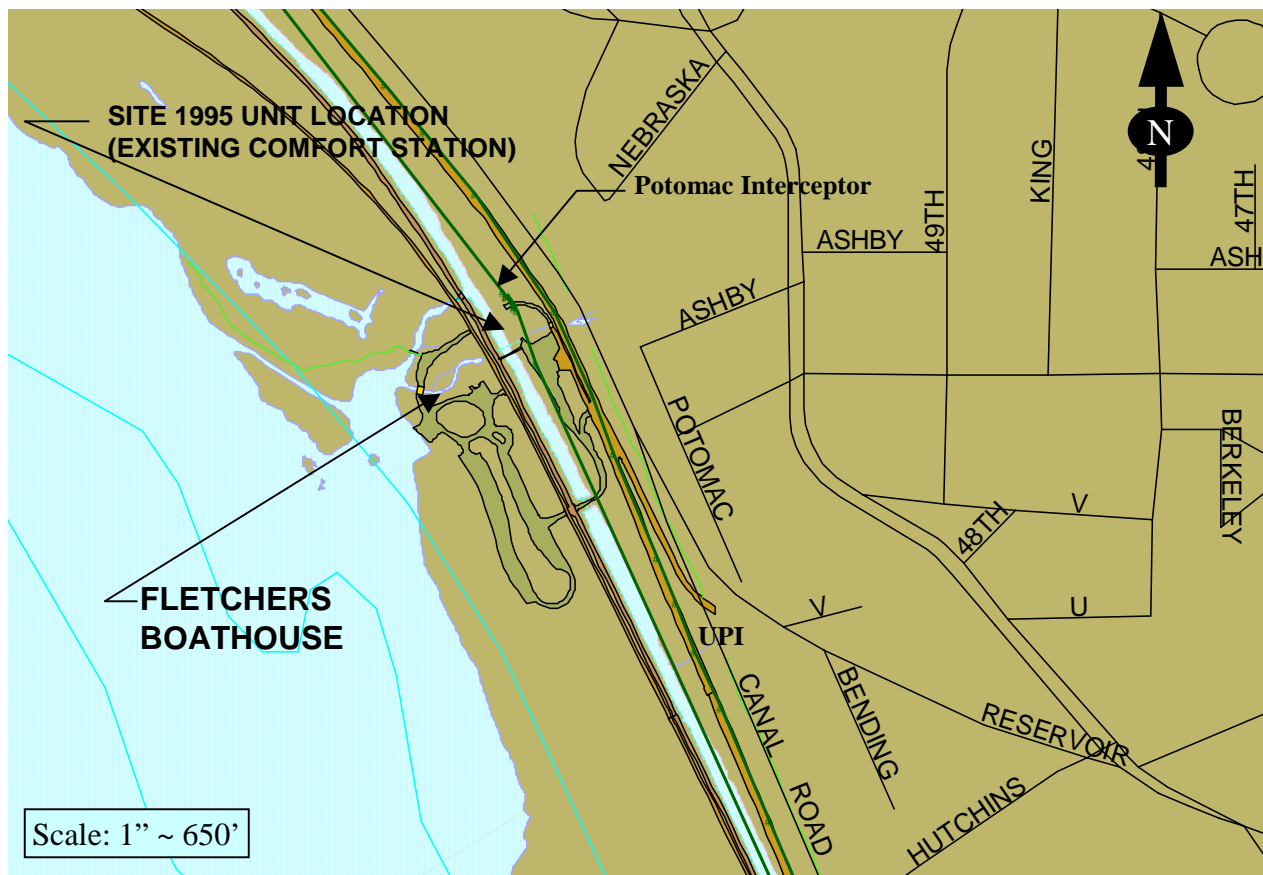 SITE 1995 UNIT LOCATION
(EXISTING COMFORT STATION)
NEBRASKA
Potomac Interceptor
N
KING
49TH
47TH
ASHBY
ASH
ASHBY
POTOMAC
BERKELEY
V
48TH
U
V
FLETCHERS
BOATHOUSE
UPI
CANAL
ROAD
BENDING
RESERVOIR
HUTCHINS
Scale: 1” ~ 650’